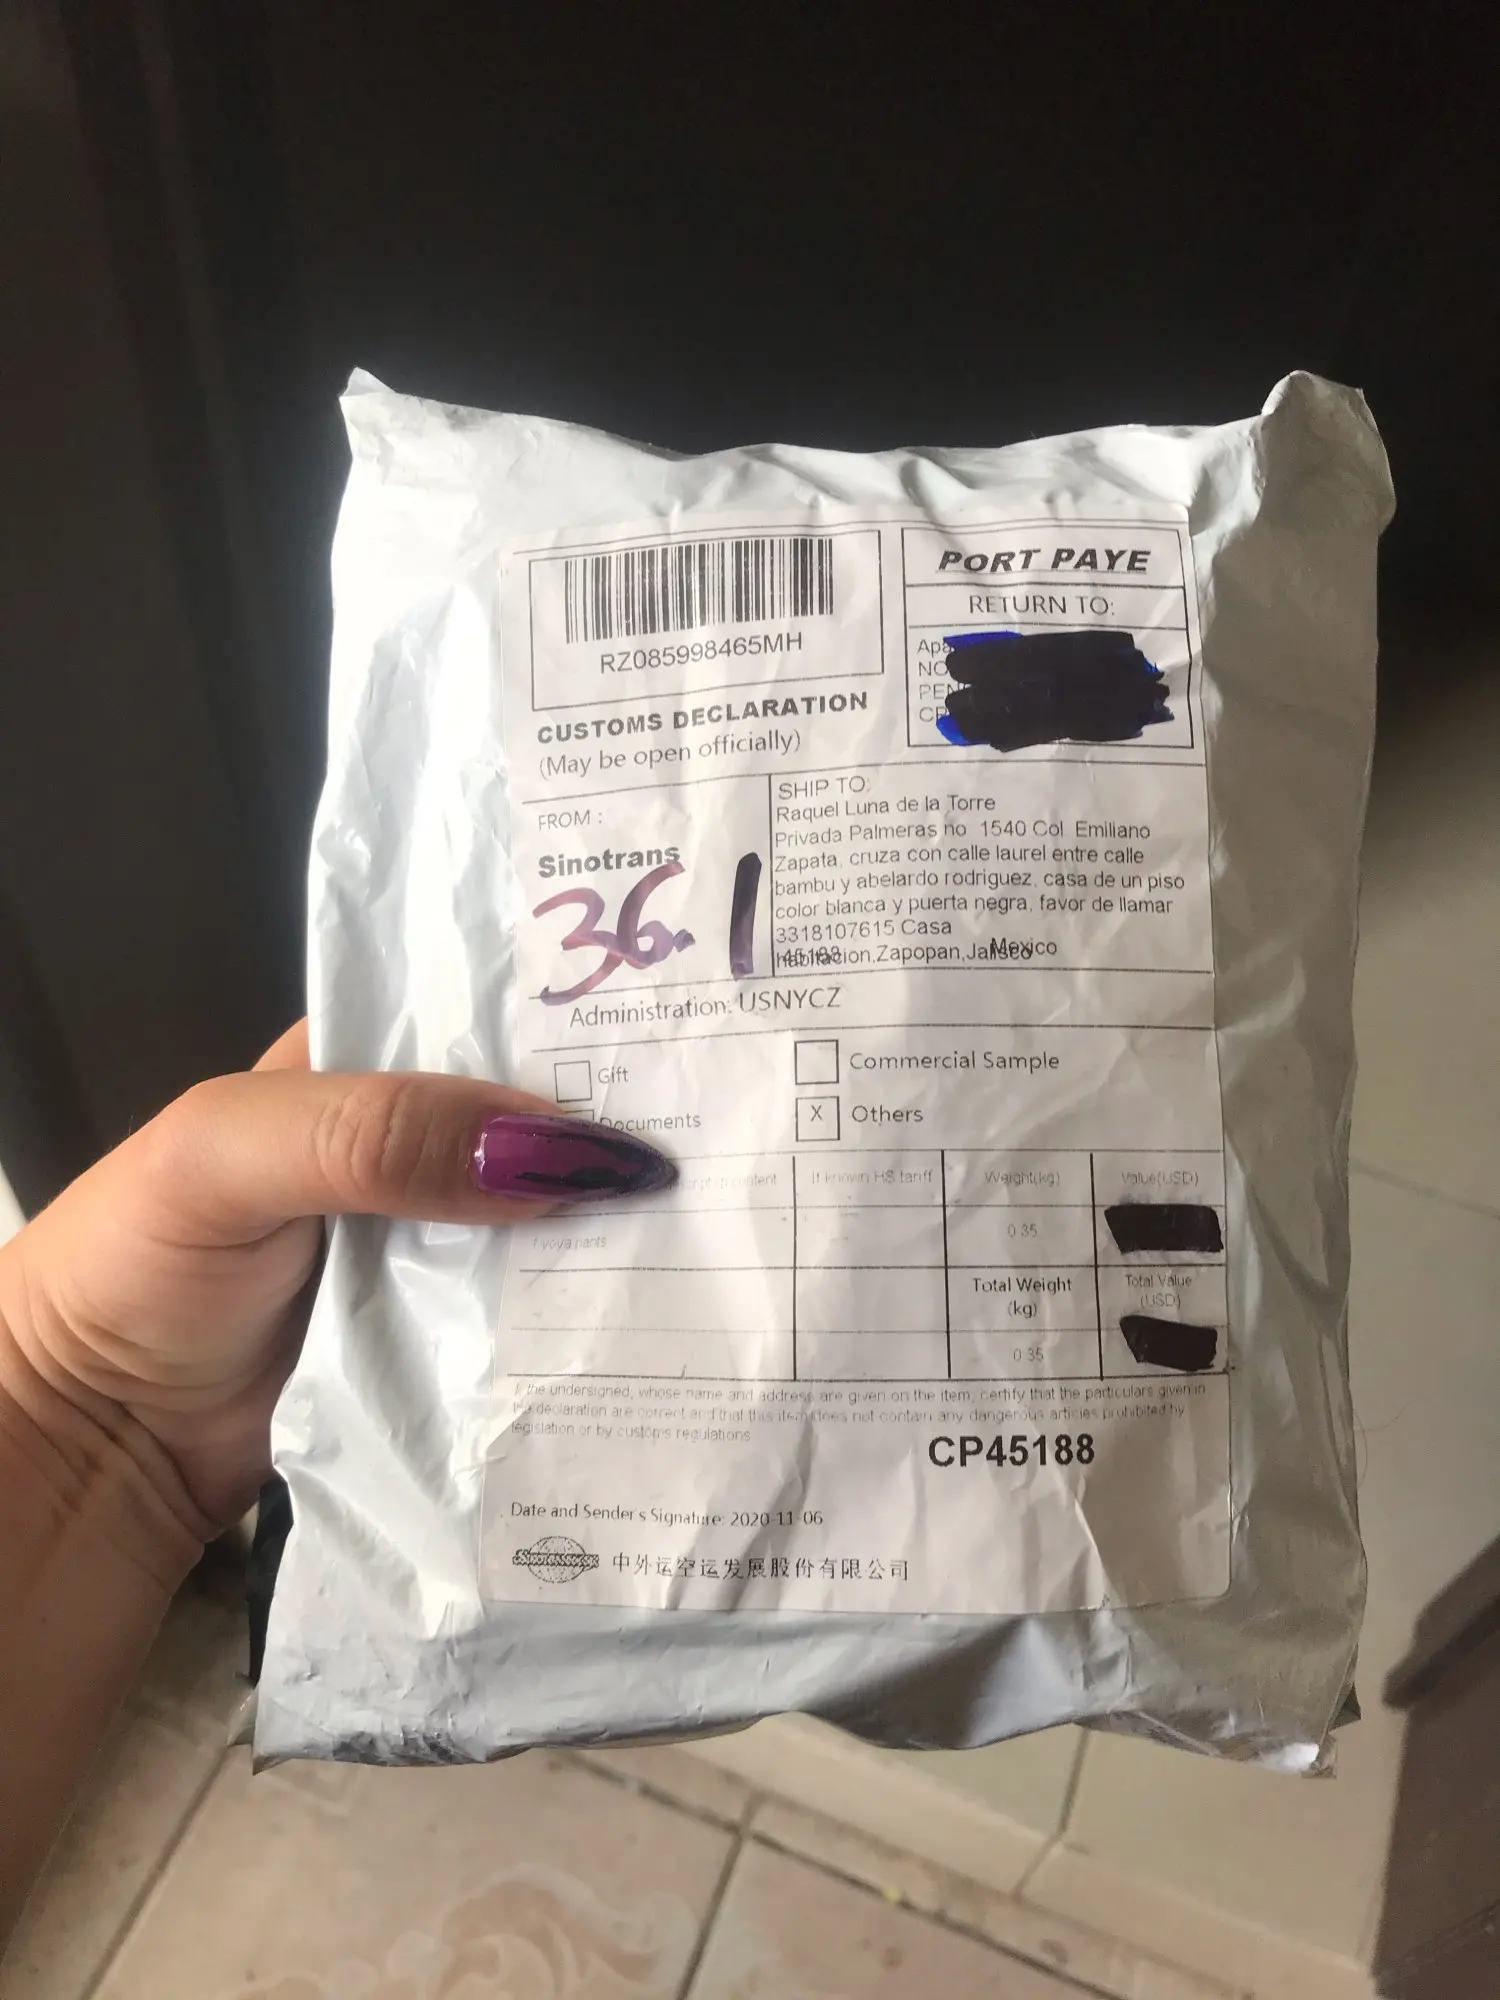 RZ085998465MH
CUSTOMS DECLARATION
(May be open officially)
PORT PAYE
RETURN TO:
FROM :
Sinotrans
36. 1
SHIP TO:
Raquel Luna de la Torre
Privada Palmeras no 1540 Col. Emiliano
Zapata, cruza con calle laurel entre calle
bambu y abelardo rodriguez, casa de un piso
color blanca y puerta negra, favor de llamar
3318107615 Casa
habitacion,Zapopan,Jalisco
45188 Mexico
Administration: USNYCZ
Gift
Commercial Sample
Documents
X Others
If known HS tariff Weight(kg) Value(USD)
pants 0.35
Total Weight
(kg)
Total Value
(USD)
0.35
I, the undersigned, whose name and address are given on the item, certify that the particulars given in
the declaration are correct and that this item does not contain any dangerous articles prohibited by
legislation or by customs regulations
CP45188
Date and Sender's Signature: 2020-11-06
中外运空运发展股份有限公司